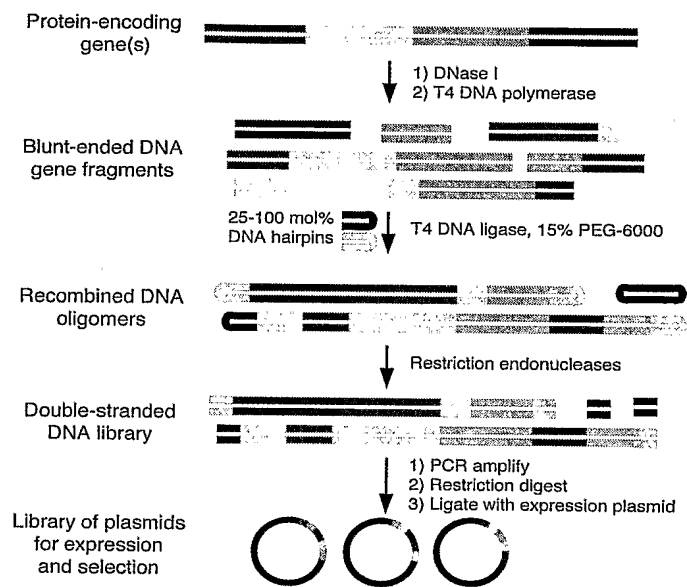 Protein-encoding
gene(s)
1) DNase I
2) T4 DNA polymerase
Blunt-ended DNA
gene fragments
25-100 mol%
DNA hairpins
T4 DNA ligase, 15% PEG-6000
Recombined DNA
oligomers
Restriction endonucleases
Double-stranded
DNA library
1) PCR amplify
2) Restriction digest
3) Ligate with expression plasmid
Library of plasmids
for expression
and selection